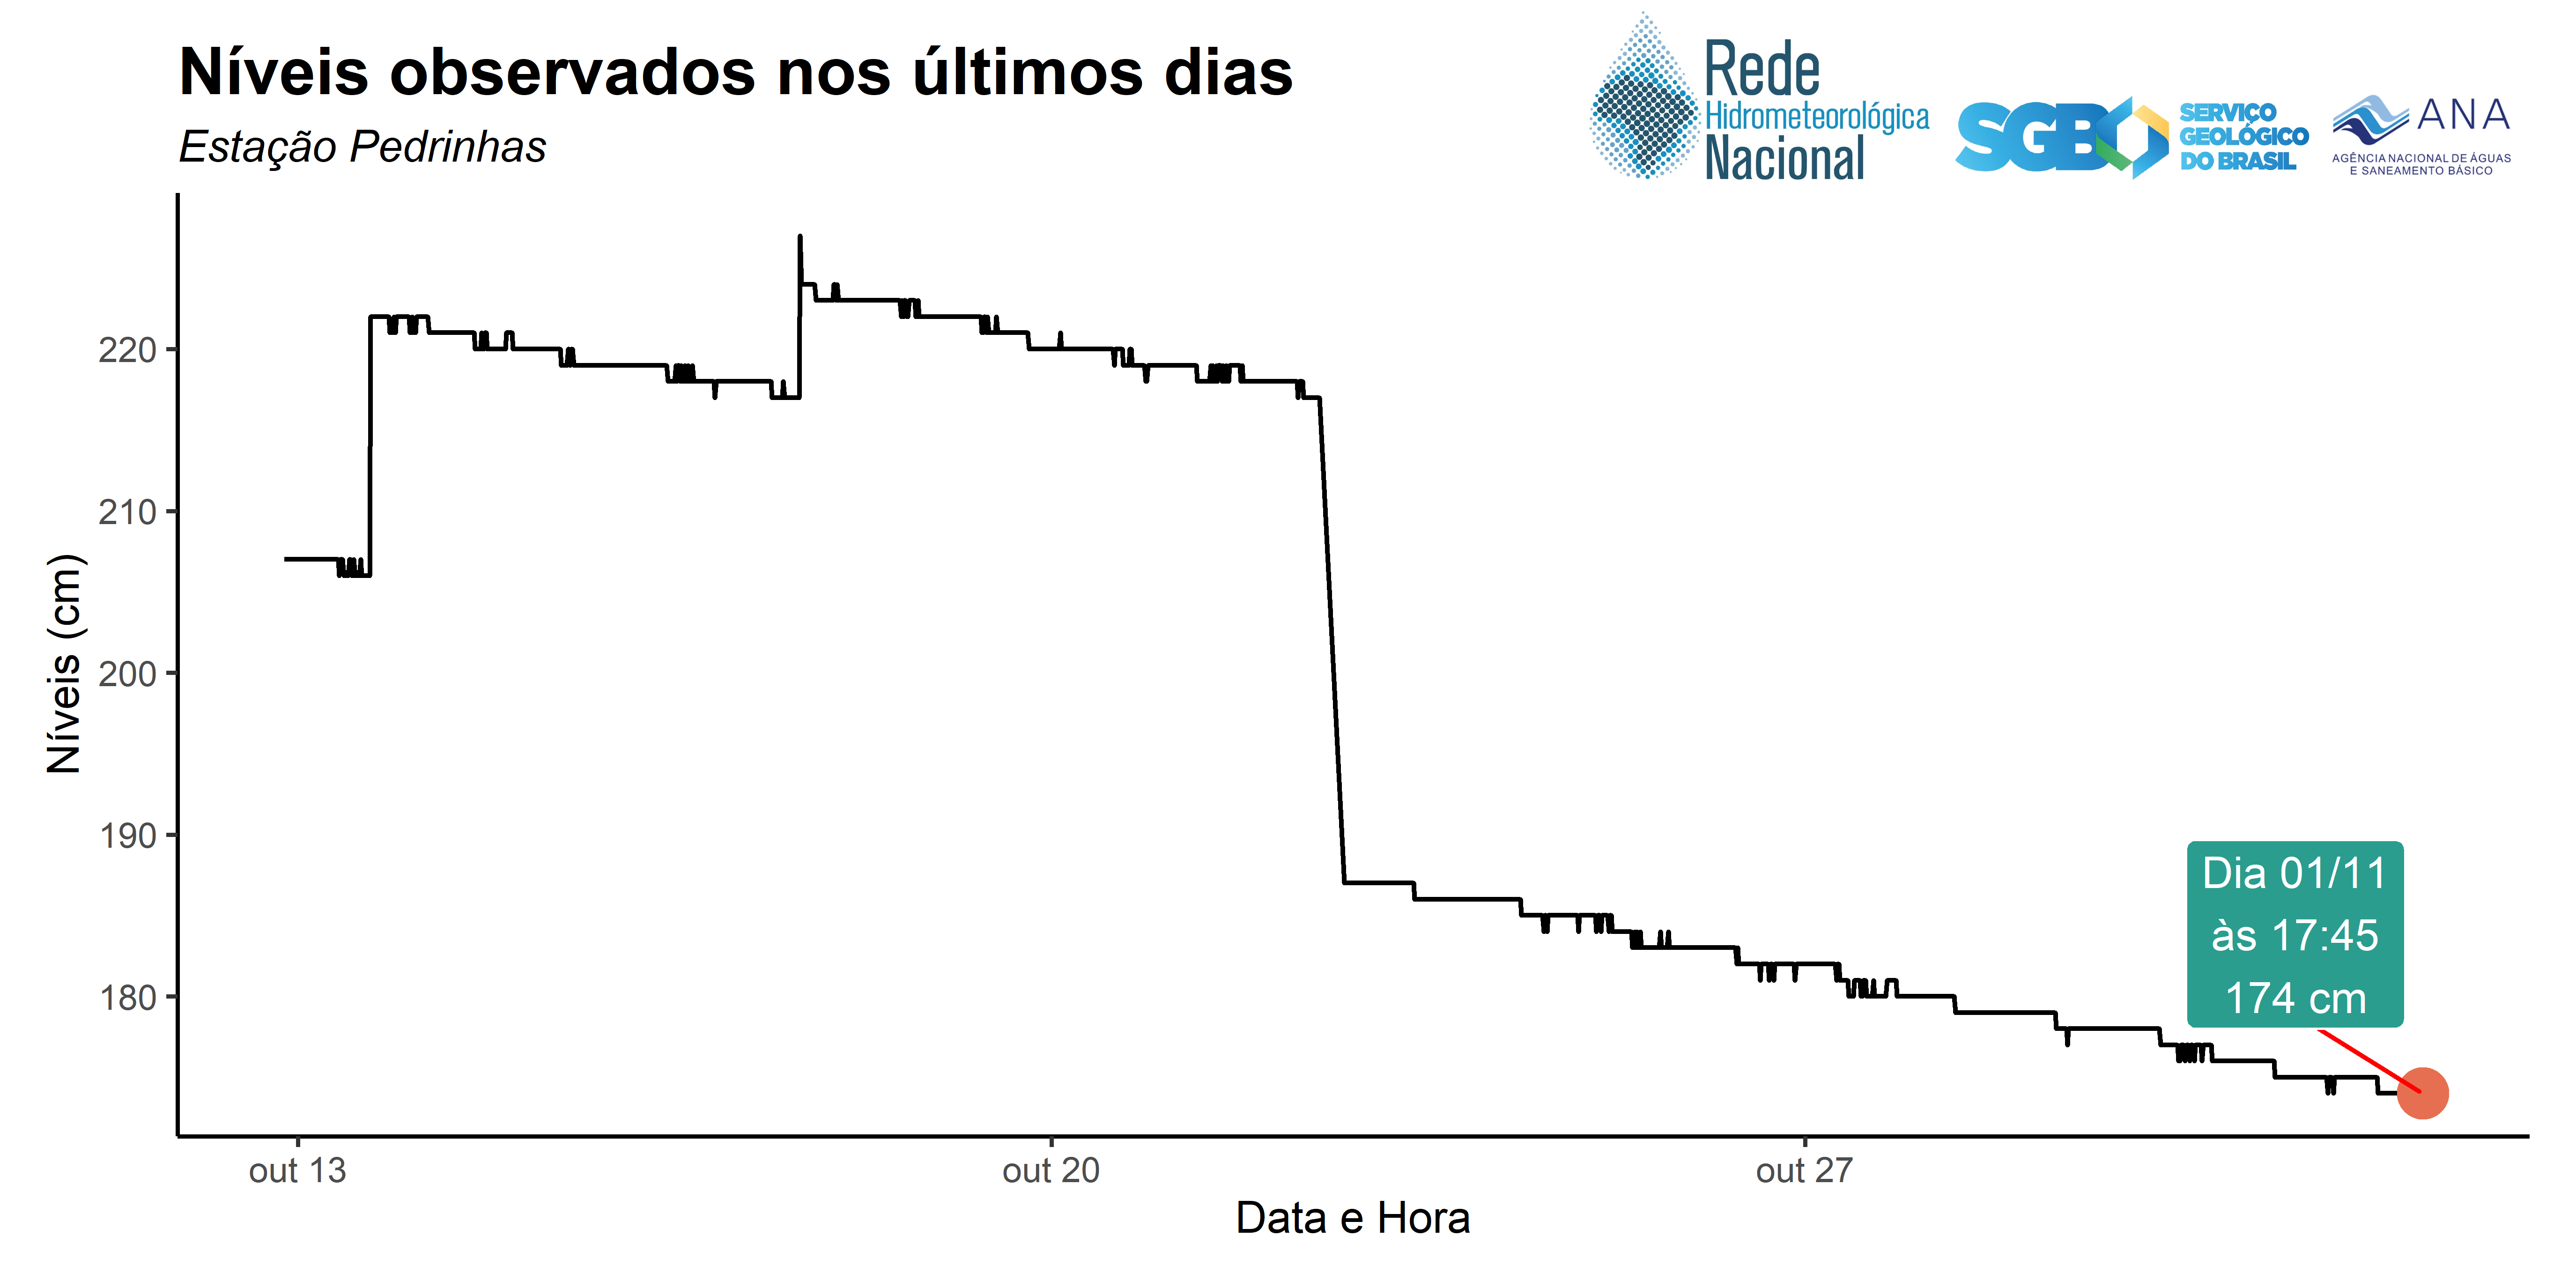 Níveis observados nos últimos dias
Estação Pedrinhas
Rede
Hidrometeorológica
Nacional
SGB
SERVIÇO
GEOLÓGICO
DO BRASIL
ANA
AGÊNCIA NACIONAL DE ÁGUAS
E SANEAMENTO BÁSICO
Níveis (cm)
220
210
200
190
180
Dia 01/11
às 17:45
174 cm
out 13
out 20
out 27
Data e Hora